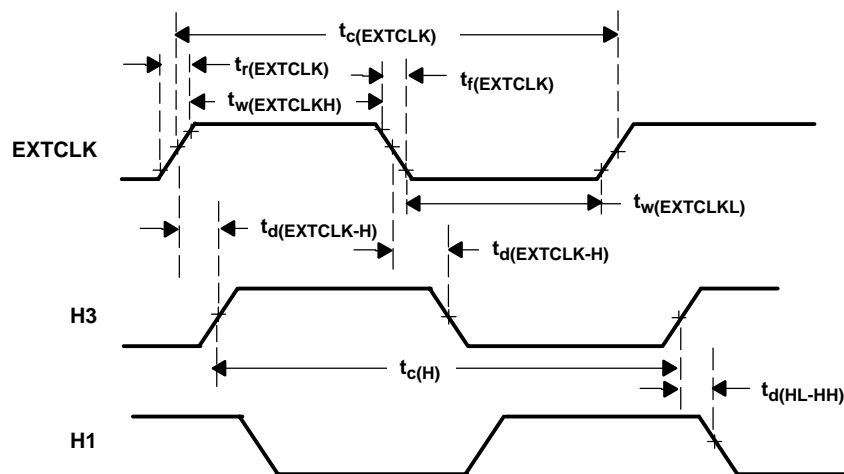 t_c(EXTCLK)
t_r(EXTCLK)
t_f(EXTCLK)
t_w(EXTCLKH)
EXTCLK
t_w(EXTCLKL)
t_d(EXTCLK-H)
t_d(EXTCLK-H)
H3
t_c(H)
t_d(HL-HH)
H1